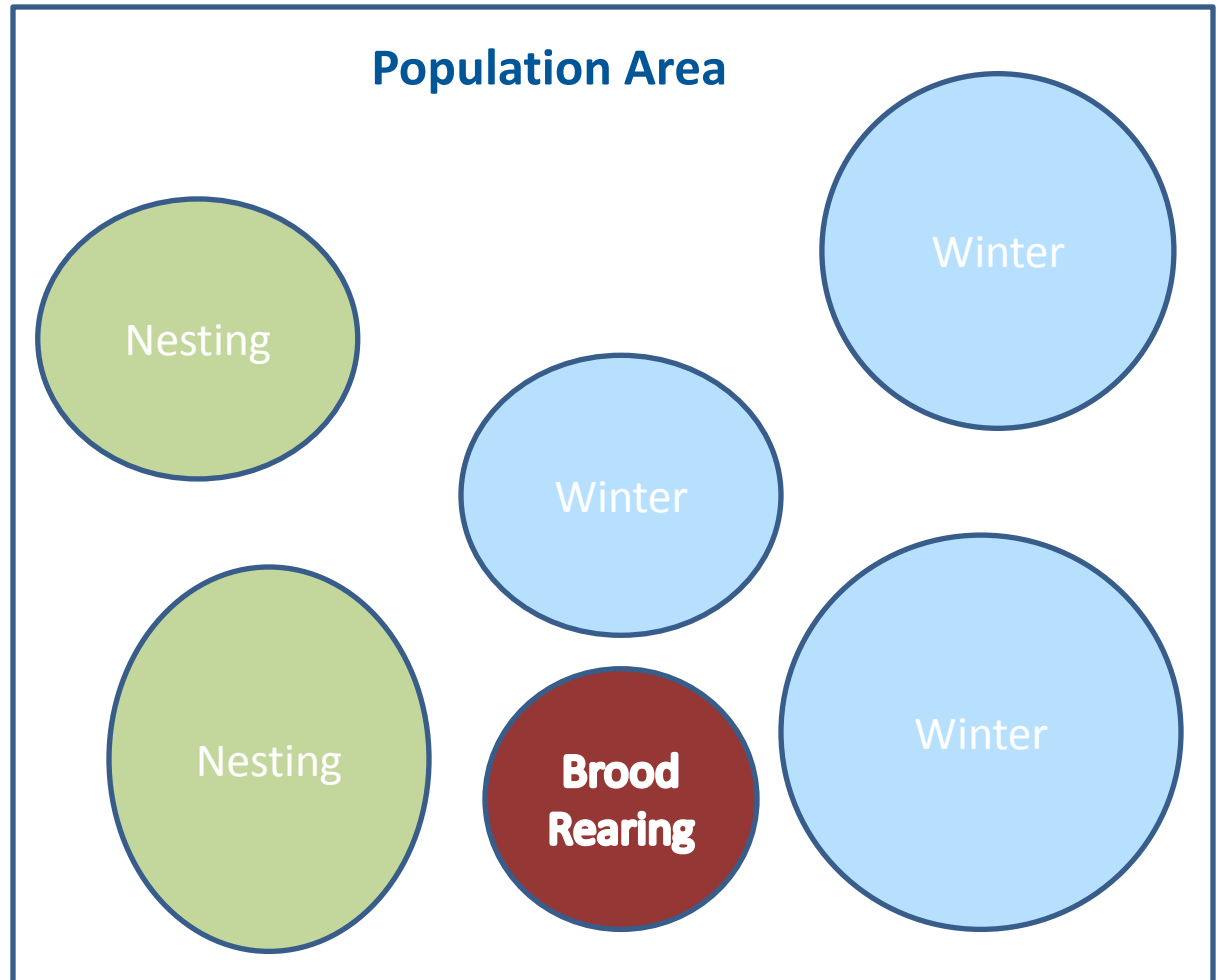 Population Area
Winter
Nesting
Winter
Nesting
Brood
Rearing
Winter